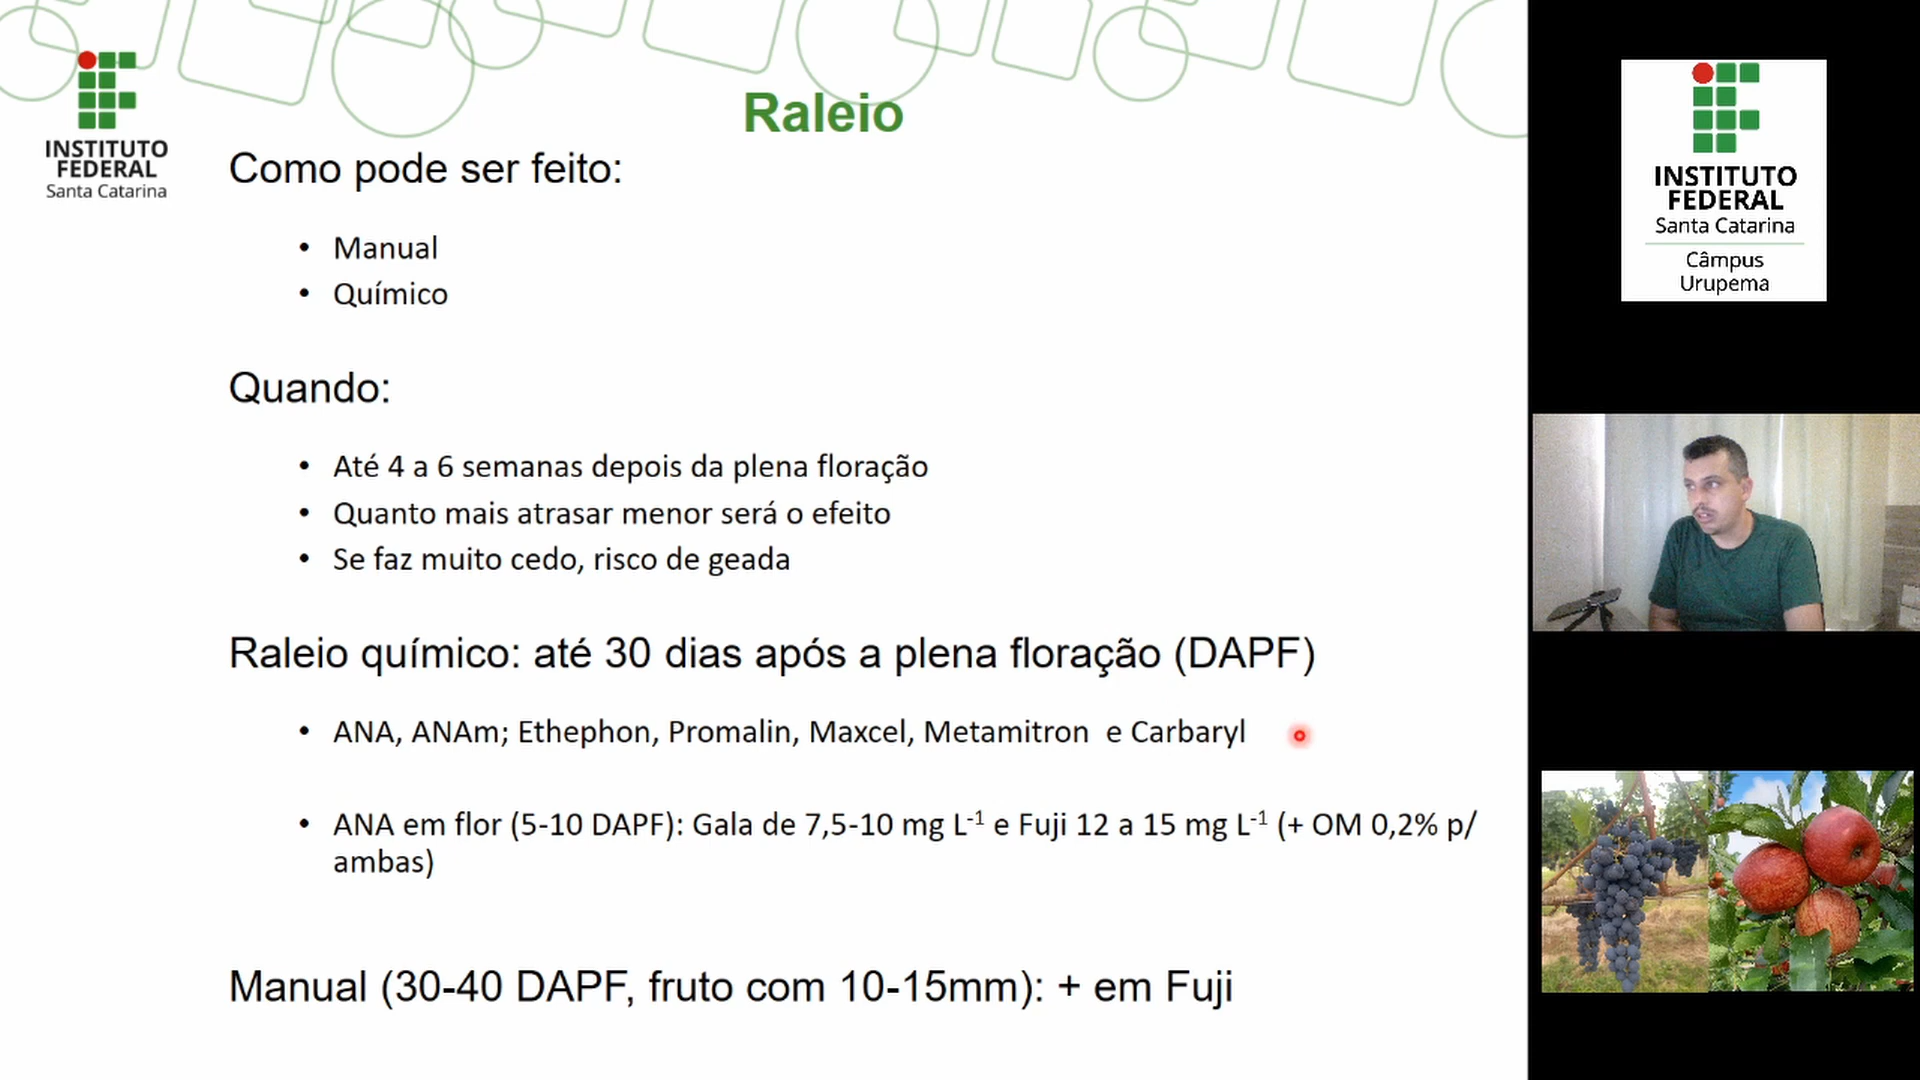 INSTITUTO
FEDERAL
Santa Catarina
Raleio
Como pode ser feito:
• Manual
• Químico
Quando:
• Até 4 a 6 semanas depois da plena floração
• Quanto mais atrasar menor será o efeito
• Se faz muito cedo, risco de geada
Raleio químico: até 30 dias após a plena floração (DAPF)
• ANA, ANAm; Ethephon, Promalin, Maxcel, Metamitron e Carbaryl
• ANA em flor (5-10 DAPF): Gala de 7,5-10 mg L⁻¹ e Fuji 12 a 15 mg L⁻¹ (+ OM 0,2% p/
ambas)
Manual (30-40 DAPF, fruto com 10-15mm): + em Fuji
INSTITUTO
FEDERAL
Santa Catarina
Câmpus
Urupema